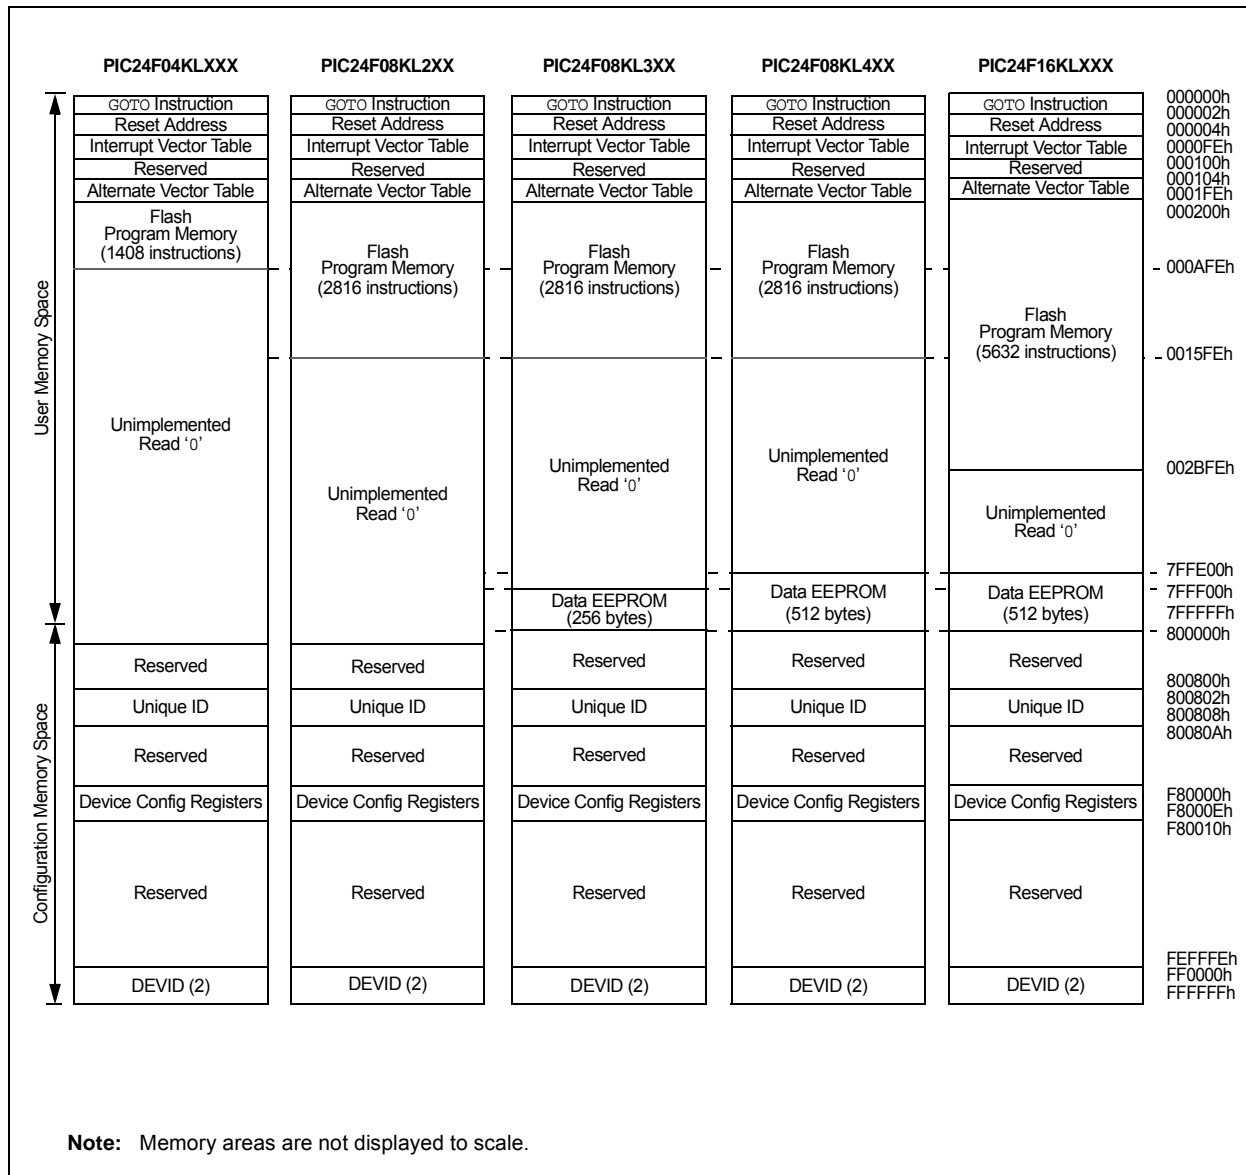 PIC24F04KLXXX PIC24F08KL2XX PIC24F08KL3XX PIC24F08KL4XX PIC24F16KLXXX
User Memory Space
Configuration Memory Space
GOTO Instruction
Reset Address
Interrupt Vector Table
Reserved
Alternate Vector Table
Flash
Program Memory
(1408 instructions)
Unimplemented
Read ‘0’
Reserved
Unique ID
Reserved
Device Config Registers
Reserved
DEVID (2)
GOTO Instruction
Reset Address
Interrupt Vector Table
Reserved
Alternate Vector Table
Flash
Program Memory
(2816 instructions)
Unimplemented
Read ‘0’
Reserved
Unique ID
Reserved
Device Config Registers
Reserved
DEVID (2)
GOTO Instruction
Reset Address
Interrupt Vector Table
Reserved
Alternate Vector Table
Flash
Program Memory
(2816 instructions)
Unimplemented
Read ‘0’
Data EEPROM
(256 bytes)
Reserved
Unique ID
Reserved
Device Config Registers
Reserved
DEVID (2)
GOTO Instruction
Reset Address
Interrupt Vector Table
Reserved
Alternate Vector Table
Flash
Program Memory
(2816 instructions)
Unimplemented
Read ‘0’
Data EEPROM
(512 bytes)
Reserved
Unique ID
Reserved
Device Config Registers
Reserved
DEVID (2)
GOTO Instruction
Reset Address
Interrupt Vector Table
Reserved
Alternate Vector Table
Flash
Program Memory
(5632 instructions)
Unimplemented
Read ‘0’
Data EEPROM
(512 bytes)
Reserved
Unique ID
Reserved
Device Config Registers
Reserved
DEVID (2)
000000h
000002h
000004h
0000FEh
000100h
000104h
0001FEh
000200h
000AFEh
0015FEh
002BFEh
7FFE00h
7FFF00h
7FFFFFh
800000h
800800h
800802h
800808h
80080Ah
F80000h
F8000Eh
F80010h
FEFFFEh
FF0000h
FFFFFFh
Note: Memory areas are not displayed to scale.